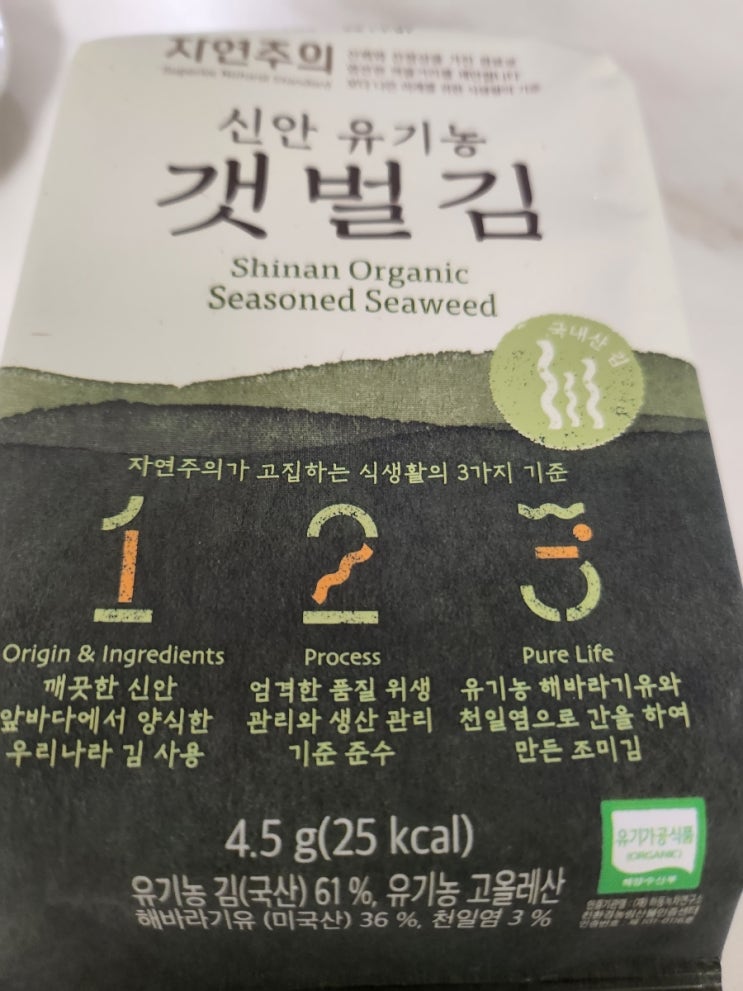 자연주의
신안 유기농
갯벌김
Shinan Organic
Seasoned Seaweed
국내산 김
자연주의가 고집하는 식생활의 3가지 기준
1
2
3
Origin & Ingredients
깨끗한 신안
앞바다에서 양식한
우리나라 김 사용
Process
엄격한 품질 위생
관리와 생산 관리
기준 준수
Pure Life
유기농 해바라기유와
천일염으로 간을 하여
만든 조미김
4.5 g(25 kcal)
유기농 김(국산) 61 %, 유기농 고올레산
해바라기유 (미국산) 36 %, 천일염 3 %
유기가공식품
(ORGANIC)
해양수산부